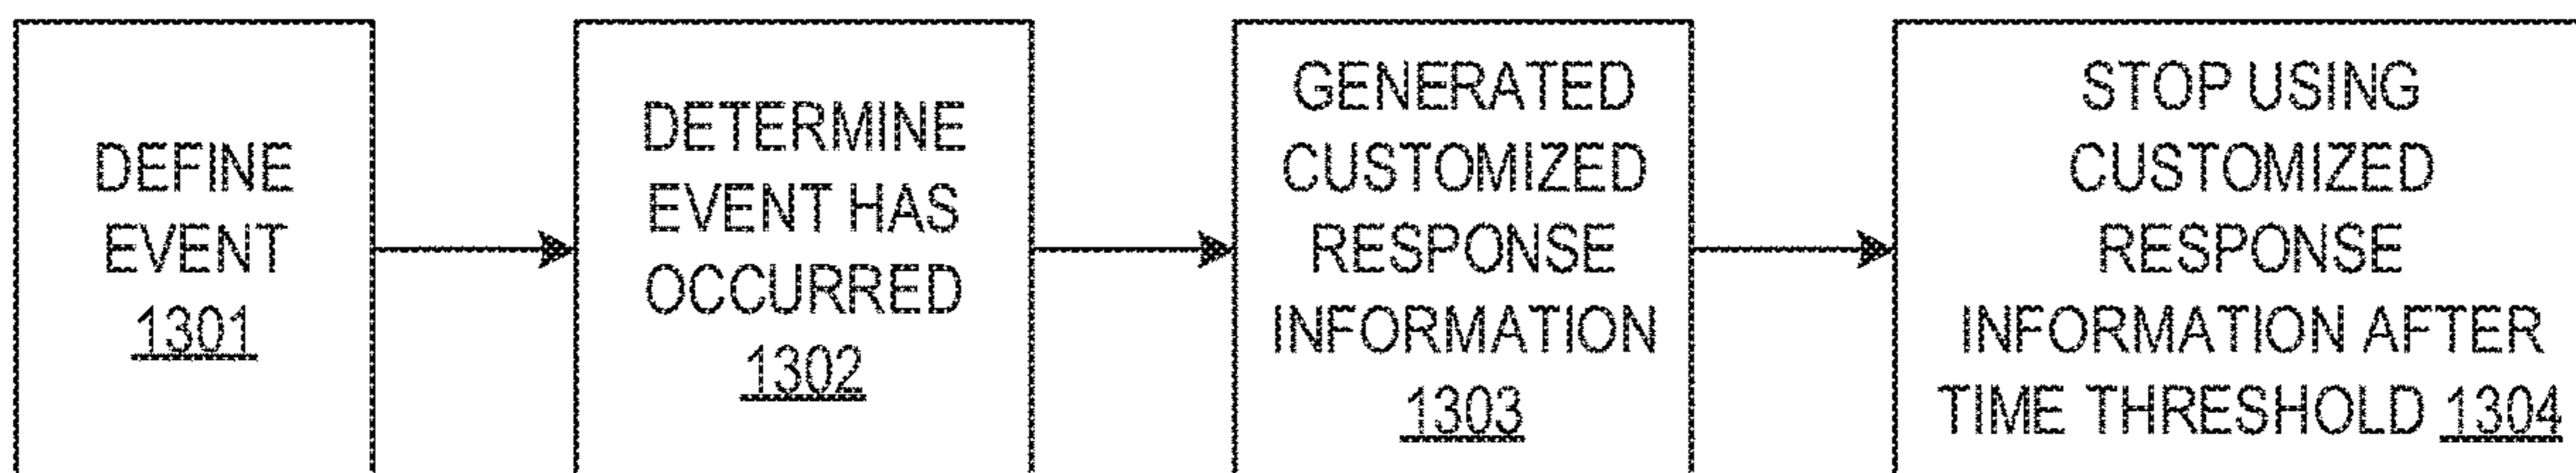 DEFINE
EVENT
1301
DETERMINE
EVENT HAS
OCCURRED
1302
GENERATED
CUSTOMIZED
RESPONSE
INFORMATION
1303
STOP USING
CUSTOMIZED
RESPONSE
INFORMATION AFTER
TIME THRESHOLD 1304